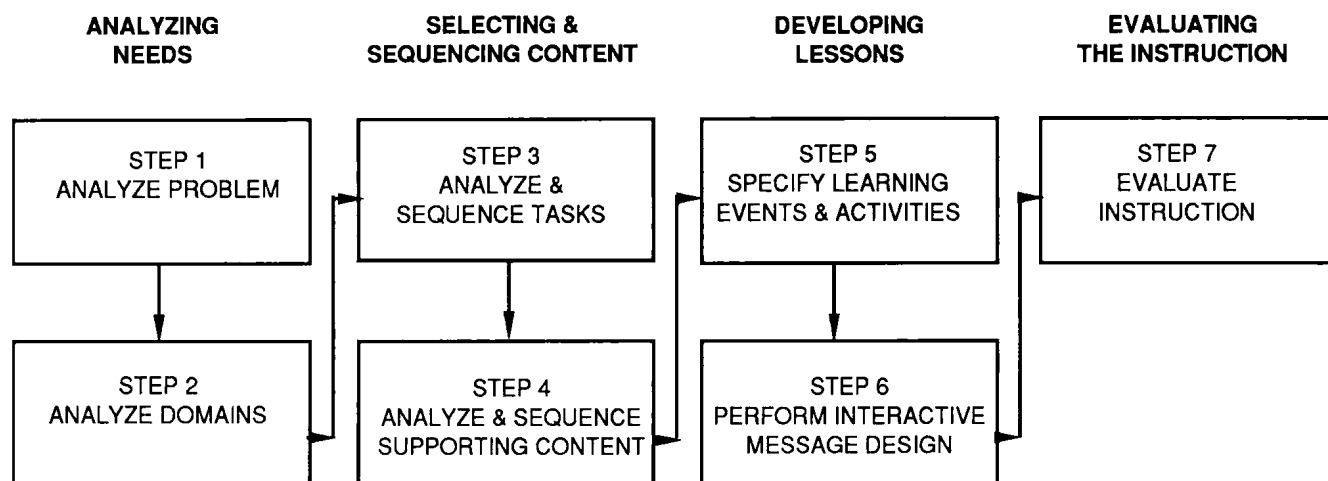 ANALYZING
NEEDS
SELECTING &
SEQUENCING CONTENT
DEVELOPING
LESSONS
EVALUATING
THE INSTRUCTION
STEP 1
ANALYZE PROBLEM
STEP 3
ANALYZE &
SEQUENCE TASKS
STEP 5
SPECIFY LEARNING
EVENTS & ACTIVITIES
STEP 7
EVALUATE
INSTRUCTION
STEP 2
ANALYZE DOMAINS
STEP 4
ANALYZE & SEQUENCE
SUPPORTING CONTENT
STEP 6
PERFORM INTERACTIVE
MESSAGE DESIGN